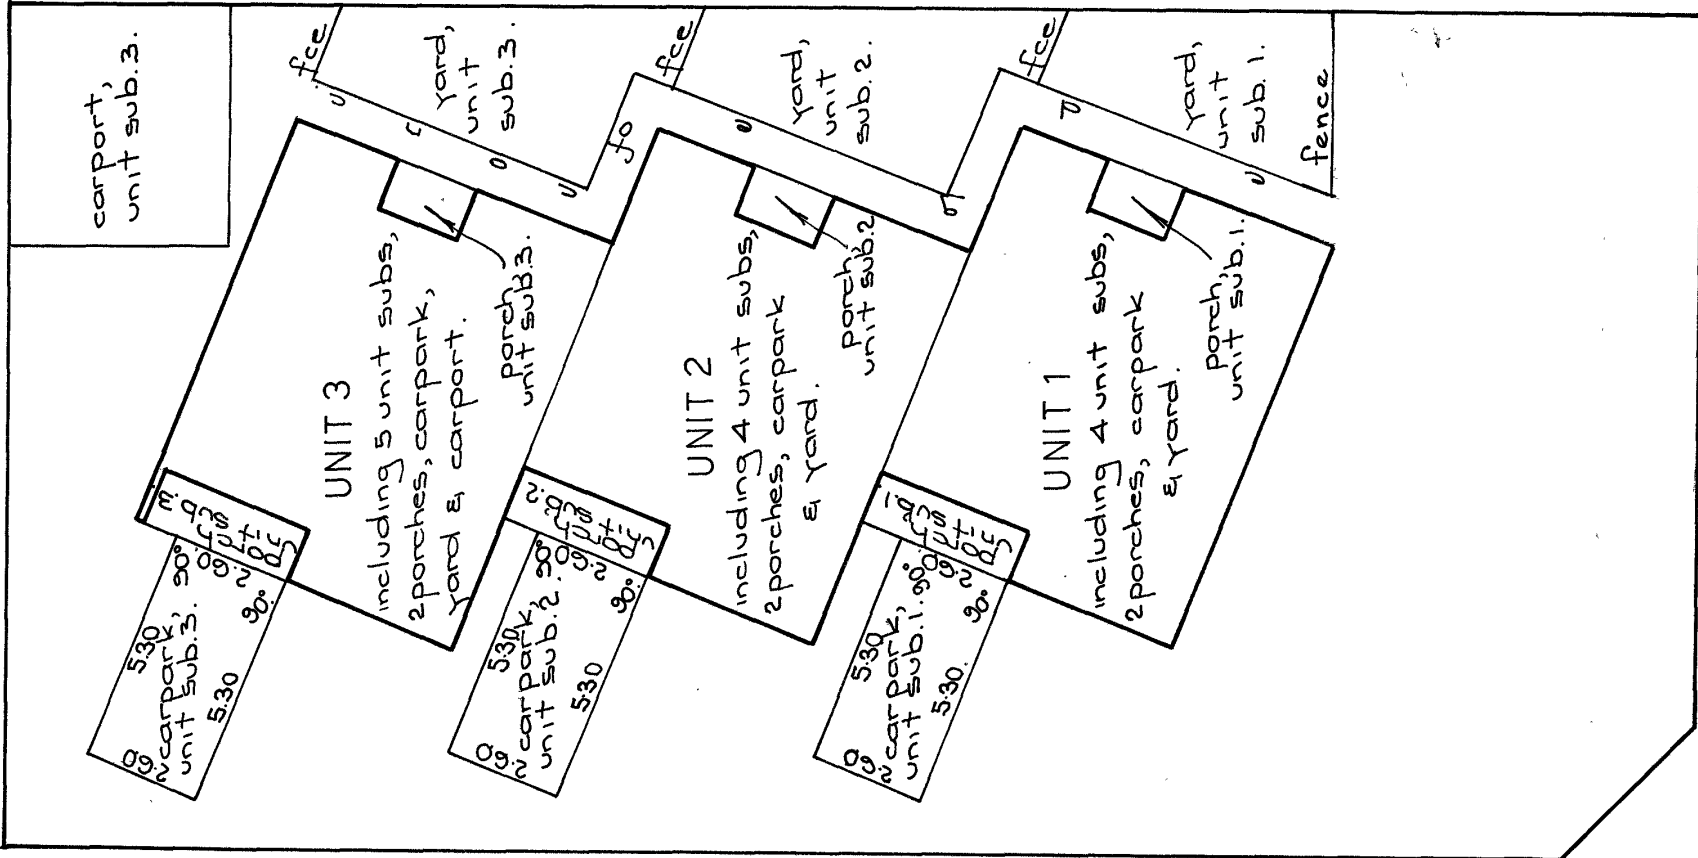 carport,
unit sub.3.
fce
yard,
unit
sub.3.
fce
yard,
unit
sub.2.
fce
yard,
unit
sub.1.
fence
UNIT 3
including 5 unit subs,
2 porches, carpark,
yard & carport.
porch,
unit sub.3.
porch
unit sub.3
carpark,
unit sub.3.
90°
2.60
90°
5.30
5.30
2.60
UNIT 2
including 4 unit subs,
2 porches, carpark
& yard.
porch,
unit sub.2
porch
unit sub.2.
carpark,
unit sub.2.
90°
2.60
90°
5.30
5.30
2.60
UNIT 1
including 4 unit subs,
2 porches, carpark
& yard.
porch,
unit sub.1.
porch
unit sub.1.
carpark,
unit sub.1.
90°
2.60
90°
5.30
5.30.
2.60